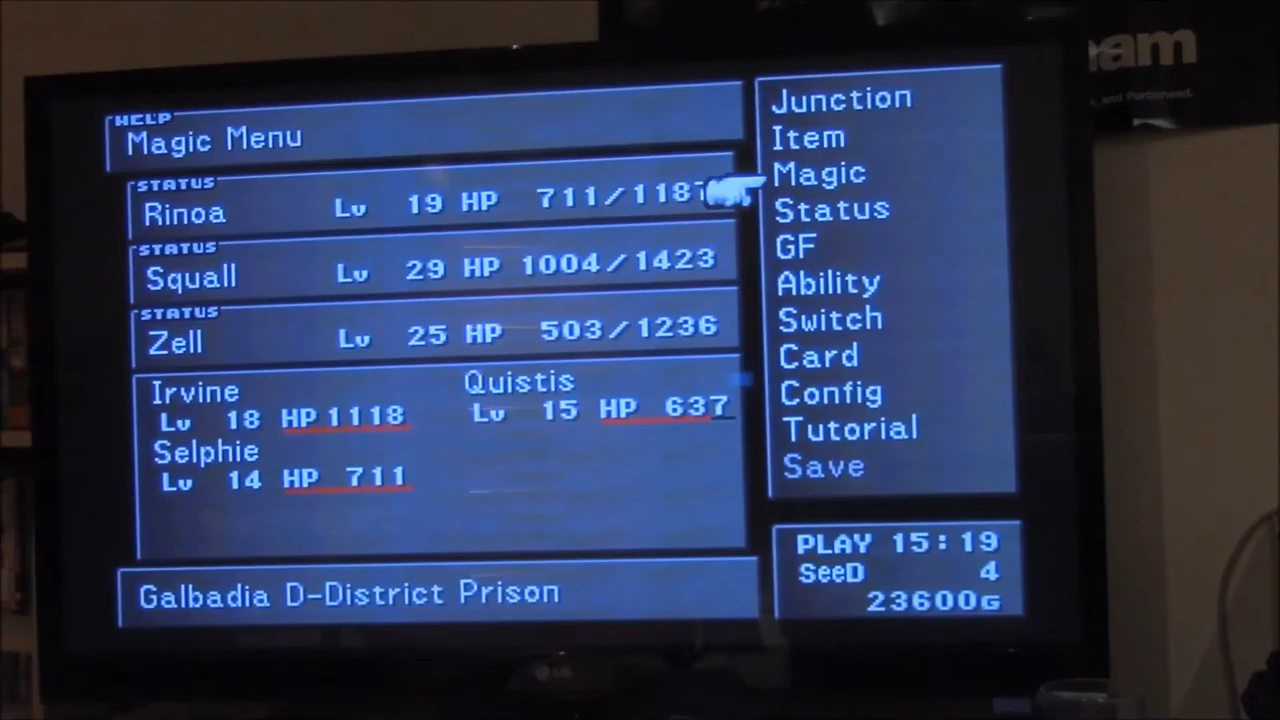 HELP
Magic Menu
STATUS
Rinoa Lv 19 HP 711/1187
STATUS
Squall Lv 29 HP 1004/1423
STATUS
Zell Lv 25 HP 503/1236
Irvine
Lv 18 HP 1118
Quistis
Lv 15 HP 637
Selphie
Lv 14 HP 711
Galbadia D-District Prison
Junction
Item
Magic
Status
GF
Ability
Switch
Card
Config
Tutorial
Save
PLAY 15:19
SeeD 4
23600G
LG
and Portishead.